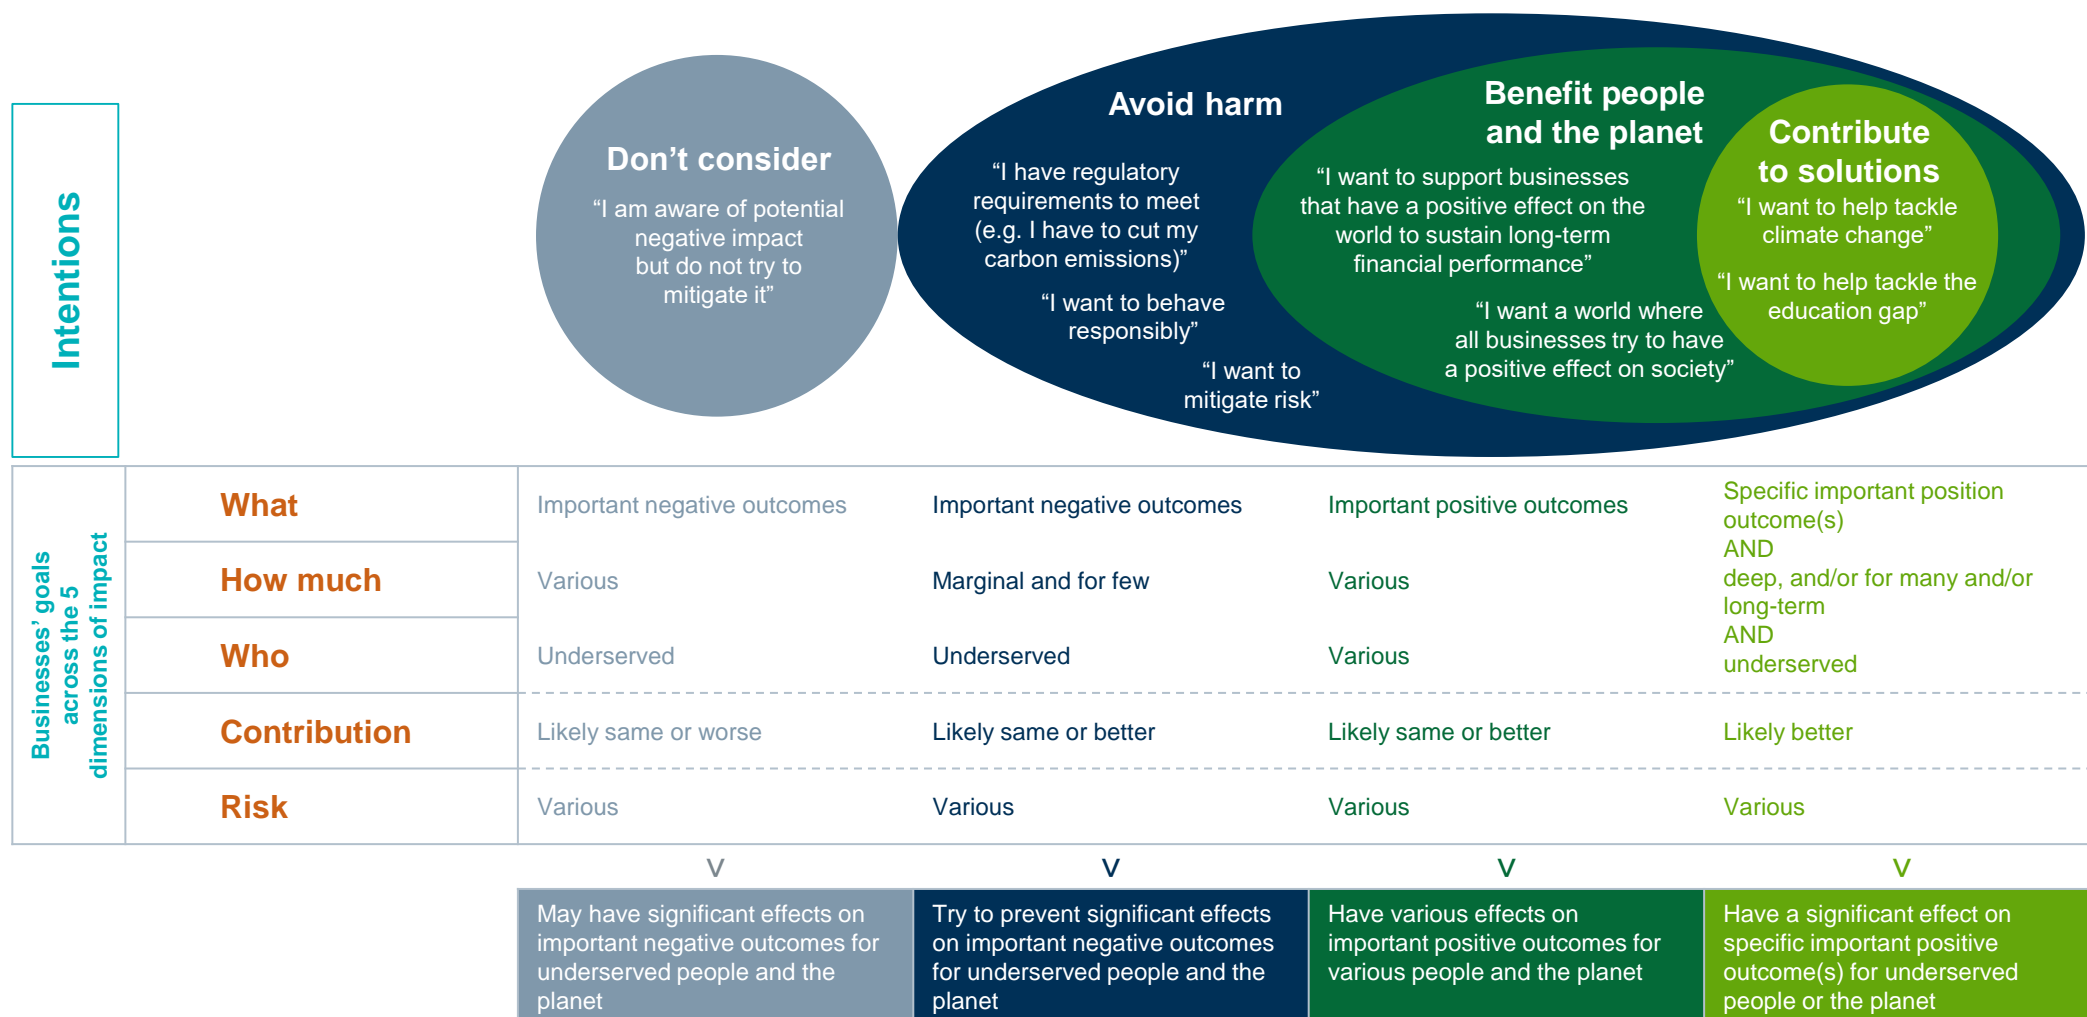 Intentions
Don’t consider
“I am aware of potential
negative impact
but do not try to
mitigate it”
Avoid harm
“I have regulatory
requirements to meet
(e.g. I have to cut my
carbon emissions)”
“I want to behave
responsibly”
“I want to
mitigate risk”
Benefit people
and the planet
“I want to support businesses
that have a positive effect on the
world to sustain long-term
financial performance”
“I want a world where
all businesses try to have
a positive effect on society”
Contribute
to solutions
“I want to help tackle
climate change”
“I want to help tackle the
education gap”
Businesses’ goals
across the 5
dimensions of impact
What
Important negative outcomes
Important negative outcomes
Important positive outcomes
Specific important position
outcome(s)
AND
deep, and/or for many and/or
long-term
AND
underserved
How much
Various
Marginal and for few
Various
Who
Underserved
Underserved
Various
Contribution
Likely same or worse
Likely same or better
Likely same or better
Likely better
Risk
Various
Various
Various
Various
V
V
V
V
May have significant effects on
important negative outcomes for
underserved people and the
planet
Try to prevent significant effects
on important negative outcomes
for underserved people and the
planet
Have various effects on
important positive outcomes for
various people and the planet
Have a significant effect on
specific important positive
outcome(s) for underserved
people or the planet